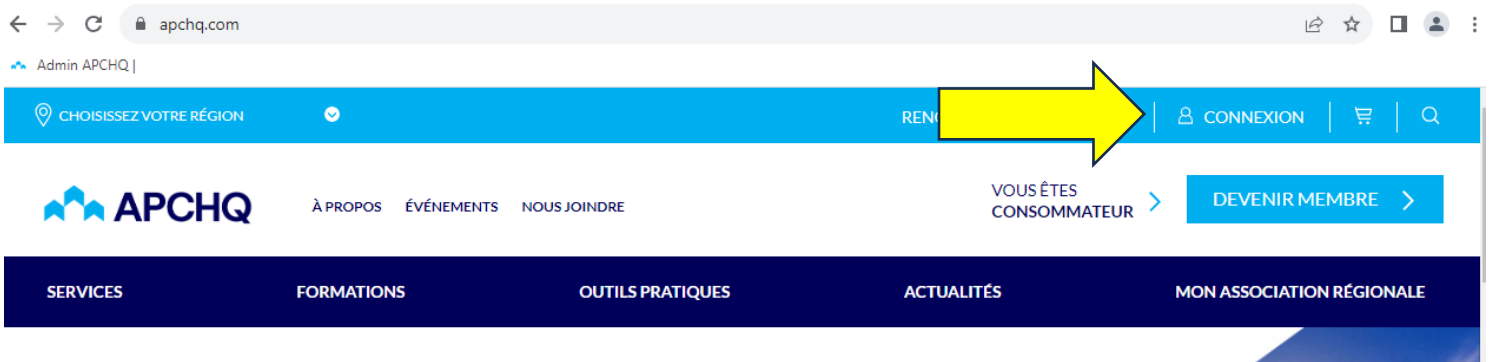 apchq.com
Admin APCHQ |
CHOISISSEZ VOTRE RÉGION
CONNEXION
APCHQ
À PROPOS ÉVÉNEMENTS NOUS JOINDRE
VOUS ÊTES
CONSOMMATEUR
DEVENIR MEMBRE
SERVICES FORMATIONS OUTILS PRATIQUES ACTUALITÉS MON ASSOCIATION RÉGIONALE